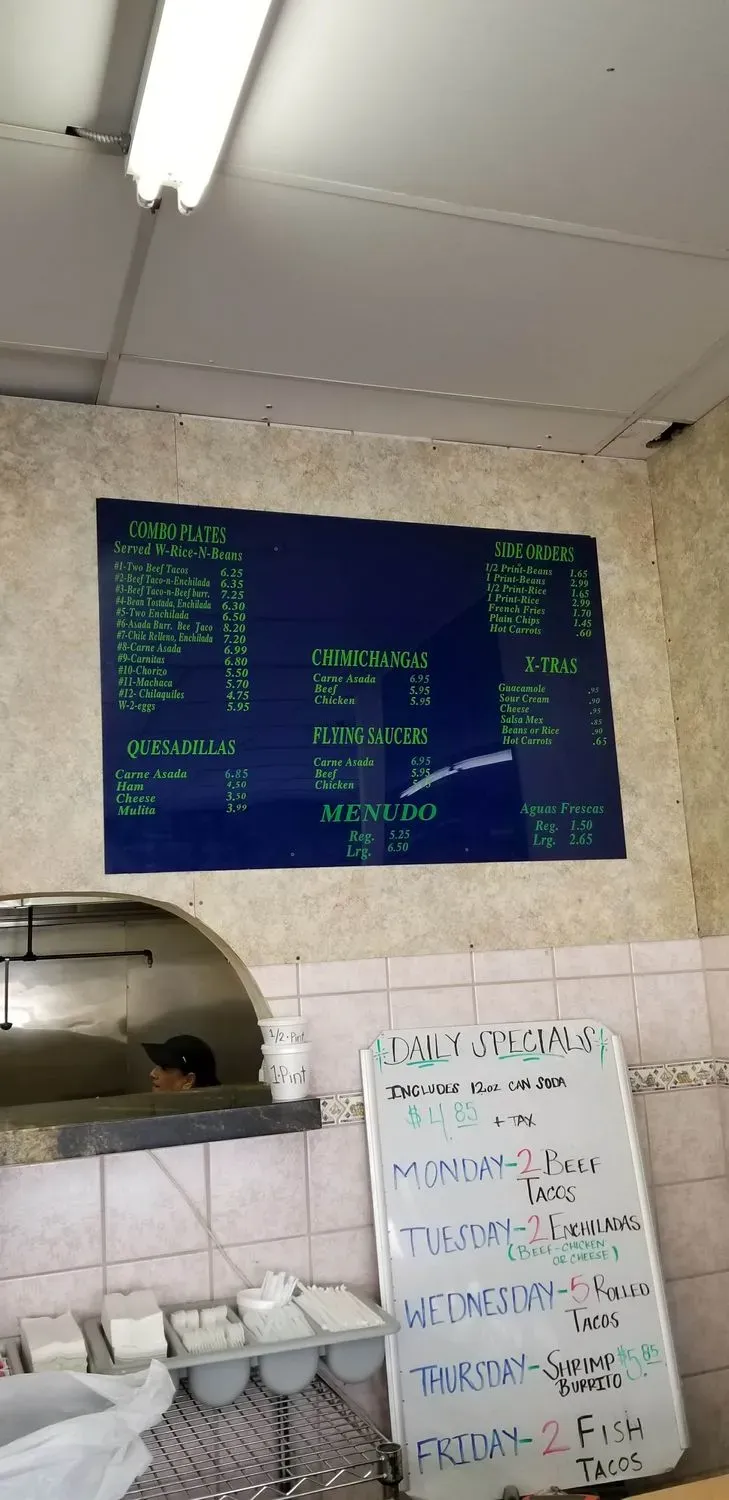 COMBO PLATES
Served W-Rice-N-Beans
#1-Two Beef Tacos 6.25
#2-Beef Taco-n-Enchilada 6.35
#3-Beef Taco-n-Beef burr. 7.25
#4-Bean Tostada, Enchilada 6.30
#5-Two Enchilada 6.50
#6-Asada Burr. Bee Taco 8.20
#7-Chile Relleno, Enchilada 7.20
#8-Carne Asada 6.99
#9-Carnitas 6.80
#10-Chorizo 5.50
#11-Machaca 5.70
#12- Chilaquiles 4.75
W-2-eggs 5.95
QUESADILLAS
Carne Asada 6.85
Ham 4.50
Cheese 3.50
Mulita 3.99
CHIMICHANGAS
Carne Asada 6.95
Beef 5.95
Chicken 5.95
FLYING SAUCERS
Carne Asada 6.95
Beef 5.95
Chicken
MENUDO
Reg. 5.25
Lrg. 6.50
SIDE ORDERS
1/2 Print-Beans 1.65
1 Print-Beans 2.99
1/2 Print-Rice 1.65
1 Print-Rice 2.99
French Fries 1.70
Plain Chips 1.45
Hot Carrots .60
X-TRAS
Guacamole .95
Sour Cream .90
Cheese .95
Salsa Mex .85
Beans or Rice .90
Hot Carrots .65
Aguas Frescas
Reg. 1.50
Lrg. 2.65
1/2-Pint
1-Pint
DAILY SPECIALS
INCLUDES 12oz CAN SODA
$4.85 + TAX
MONDAY-2 BEEF
TACOS
TUESDAY-2 ENCHILADAS
(BEEF-CHICKEN
OR CHEESE)
WEDNESDAY-5 ROLLED
TACOS
THURSDAY-SHRIMP $5.85
BURRITO
FRIDAY-2 FISH
TACOS